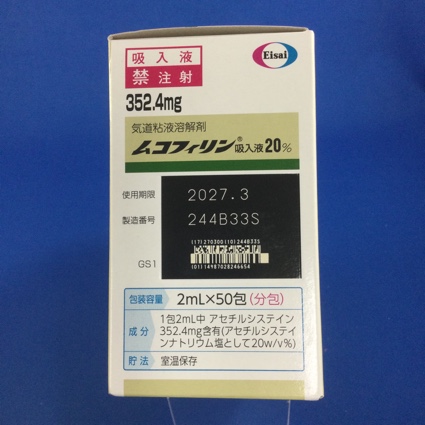 吸入液
禁注射
Eisai
352.4mg
気道粘液溶解剤
ムコフィリン® 吸入液20%
使用期限 2027.3
製造番号 244B33S
(17)270300(10)244B33S
GS1
(01)14987028246654
包装容量 2mL×50包(分包)
成分 1包2mL中 アセチルシステイン
352.4mg含有(アセチルシステイ
ンナトリウム塩として20w/v%)
貯法 室温保存